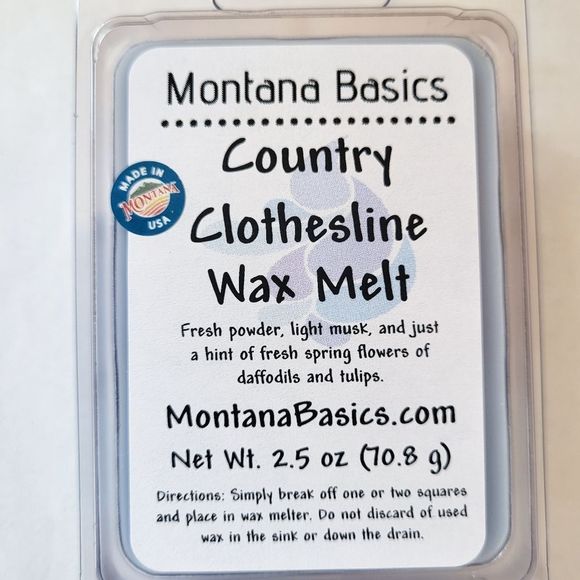 Montana Basics
Country
Clothesline
Wax Melt
MADE IN
MONTANA
USA
Fresh powder, light musk, and just
a hint of fresh spring flowers of
daffodils and tulips.
MontanaBasics.com
Net Wt. 2.5 oz (70.8 g)
Directions: Simply break off one or two squares
and place in wax melter. Do not discard of used
wax in the sink or down the drain.